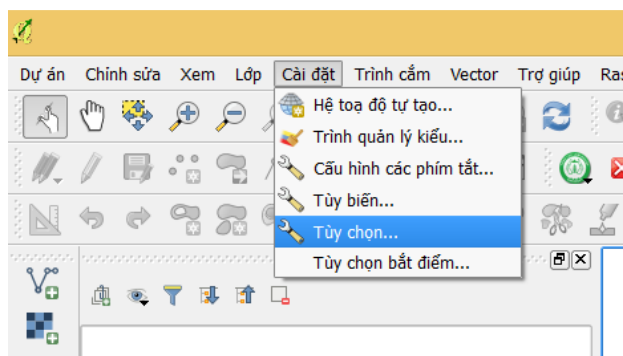 Dự án Chỉnh sửa Xem Lớp Cài đặt Trình cắm Vector Trợ giúp Ras
Hệ toạ độ tự tạo...
Trình quản lý kiểu...
Cấu hình các phím tắt...
Tùy biến...
Tùy chọn...
Tùy chọn bắt điểm...